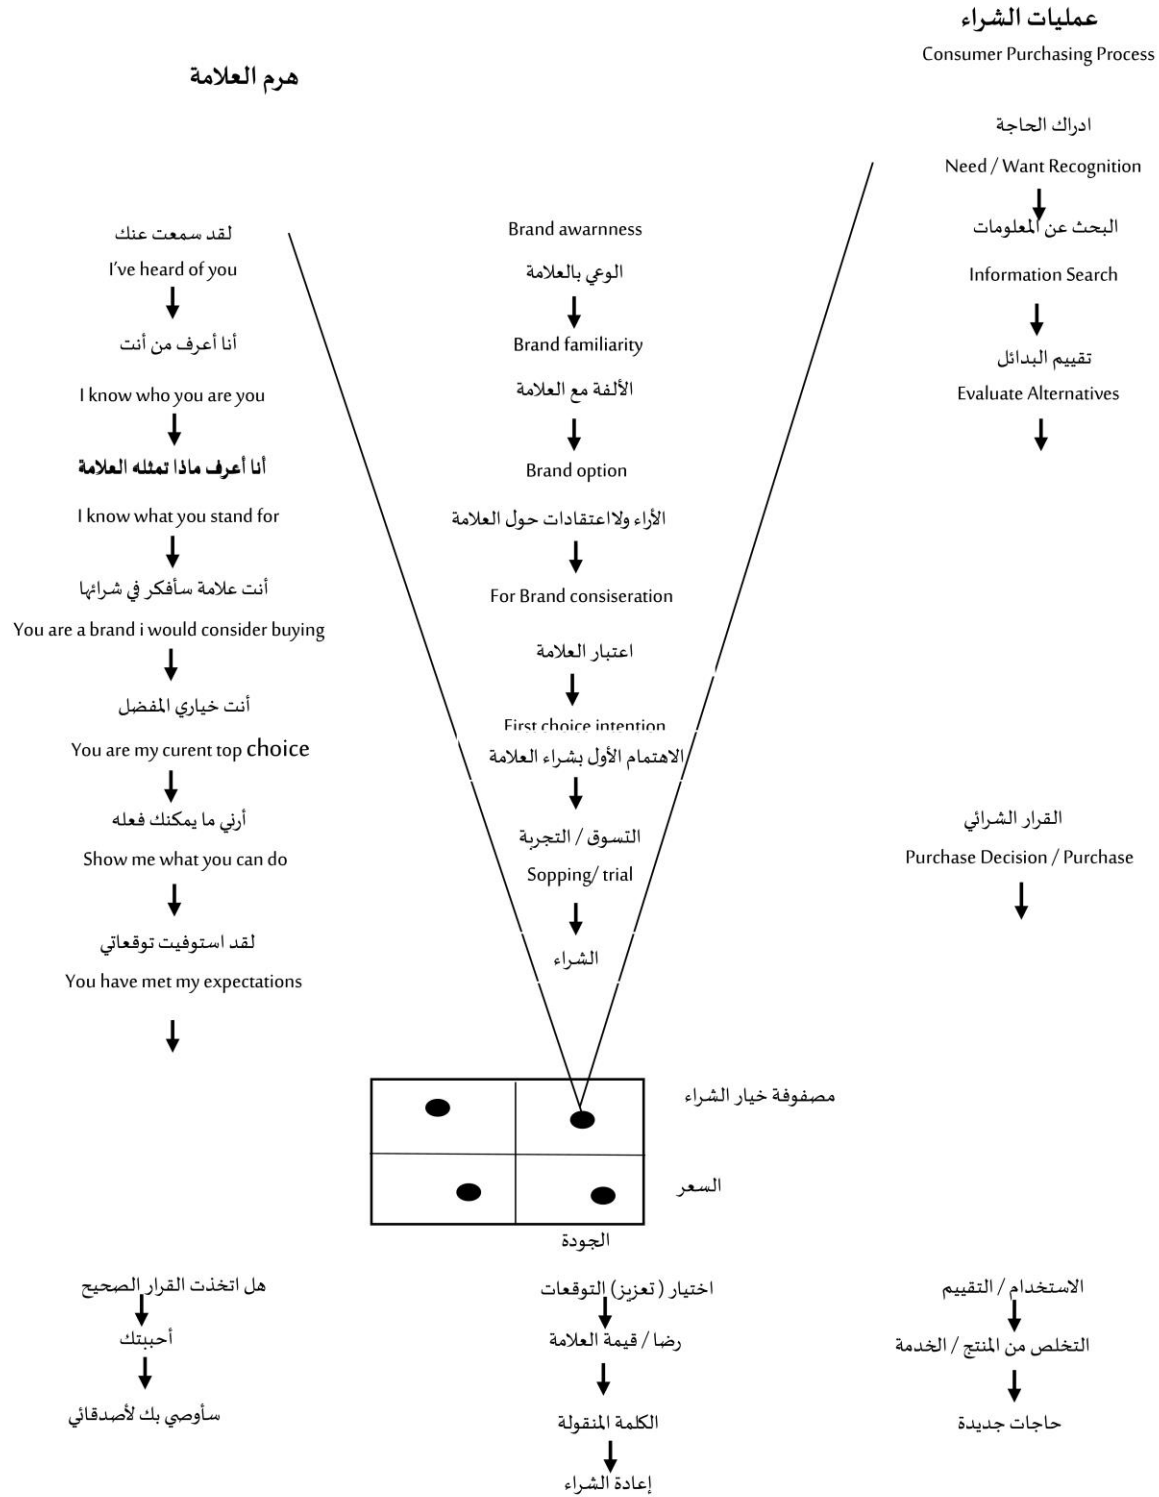 عمليات الشراء
Consumer Purchasing Process
هرم العلامة
ادراك الحاجة
Need / Want Recognition
البحث عن المعلومات
Information Search
تقييم البدائل
Evaluate Alternatives
القرار الشرائي
Purchase Decision / Purchase
Brand awarnness
الوعي بالعلامة
Brand familiarity
الألفة مع العلامة
Brand option
الأراء ولااعتقادات حول العلامة
For Brand consiseration
اعتبار العلامة
First choice intention
الاهتمام الأول بشراء العلامة
التسوق / التجربة
Sopping/ trial
الشراء
لقد سمعت عنك
I've heard of you
أنا أعرف من أنت
I know who you are you
أنا أعرف ماذا تمثله العلامة
I know what you stand for
أنت علامة سأفكر في شرائها
You are a brand i would consider buying
أنت خياري المفضل
You are my curent top choice
أرني ما يمكنك فعله
Show me what you can do
لقد استوفيت توقعاتي
You have met my expectations
مصفوفة خيار الشراء
السعر
الجودة
الاستخدام / التقييم
التخلص من المنتج / الخدمة
حاجات جديدة
اختيار ( تعزيز) التوقعات
رضا / قيمة العلامة
الكلمة المنقولة
إعادة الشراء
هل اتخذت القرار الصحيح
أحببتك
سأوصي بك لأصدقائي